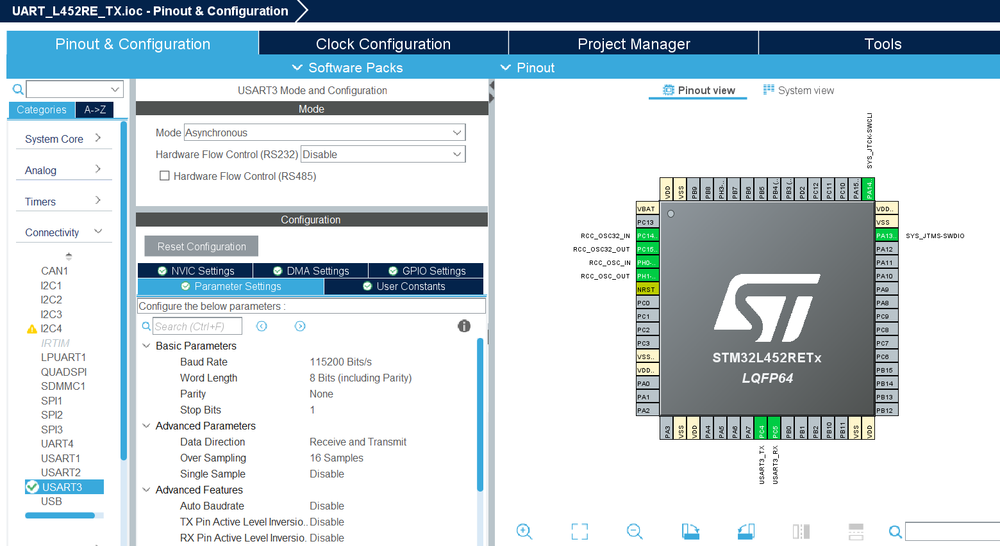 UART_L452RE_TX.ioc - Pinout & Configuration
Pinout & Configuration
Clock Configuration
Project Manager
Tools
Software Packs
Pinout
Categories
A->Z
System Core
Analog
Timers
Connectivity
CAN1
I2C1
I2C2
I2C3
I2C4
IRTIM
LPUART1
QUADSPI
SDMMC1
SPI1
SPI2
SPI3
UART4
USART1
USART2
USART3
USB
USART3 Mode and Configuration
Mode
Mode Asynchronous
Hardware Flow Control (RS232) Disable
Hardware Flow Control (RS485)
Configuration
Reset Configuration
NVIC Settings
DMA Settings
GPIO Settings
Parameter Settings
User Constants
Configure the below parameters :
Search (Ctrl+F)
Basic Parameters
Baud Rate 115200 Bits/s
Word Length 8 Bits (including Parity)
Parity None
Stop Bits 1
Advanced Parameters
Data Direction Receive and Transmit
Over Sampling 16 Samples
Single Sample Disable
Advanced Features
Auto Baudrate Disable
TX Pin Active Level Inversio.. Disable
RX Pin Active Level Inversio. Disable
Pinout view
System view
SYS_JTCK-SWCLK
VDD
VSS
PB9
PB8
PH3-..
PB7
PB6
PB5
PB4 (..
PB3 (..
PD2
PC12
PC11
PC10
PA15..
PA14..
VBAT
PC13
RCC_OSC32_IN PC14..
RCC_OSC32_OUT PC15..
RCC_OSC_IN PH0-..
RCC_OSC_OUT PH1-..
NRST
PC0
PC1
PC2
PC3
VSS..
VDD..
PA0
PA1
PA2
STM32L452RETx
LQFP64
VDD..
VSS
PA13.. SYS_JTMS-SWDIO
PA12
PA11
PA10
PA9
PA8
PC9
PC8
PC7
PC6
PB15
PB14
PB13
PB12
PA3
VSS
VDD
PA4
PA5
PA6
PA7
PC4
PC5
PB0
PB1
PB2
PB10
PB11
VSS
VDD
USART3_TX
USART3_RX